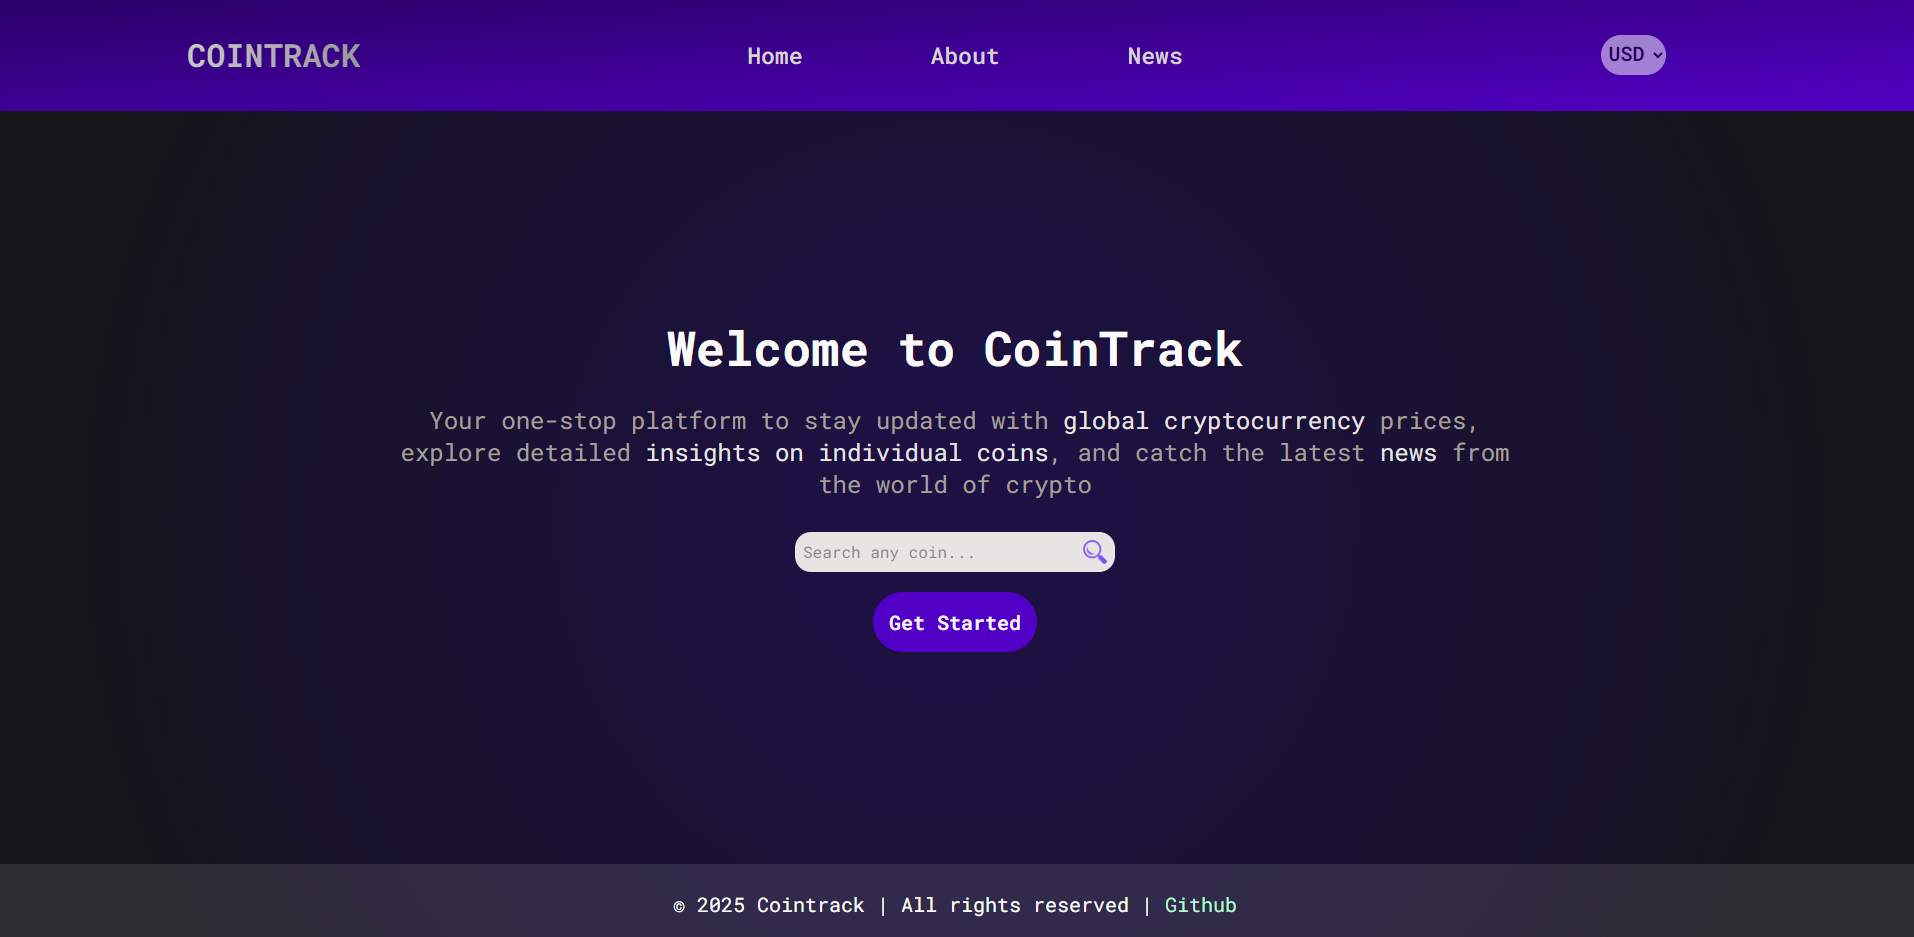 COINTRACK
Home
About
News
USD
Welcome to CoinTrack
Your one-stop platform to stay updated with global cryptocurrency prices,
explore detailed insights on individual coins, and catch the latest news from
the world of crypto
Search any coin...
Get Started
© 2025 Cointrack | All rights reserved | Github